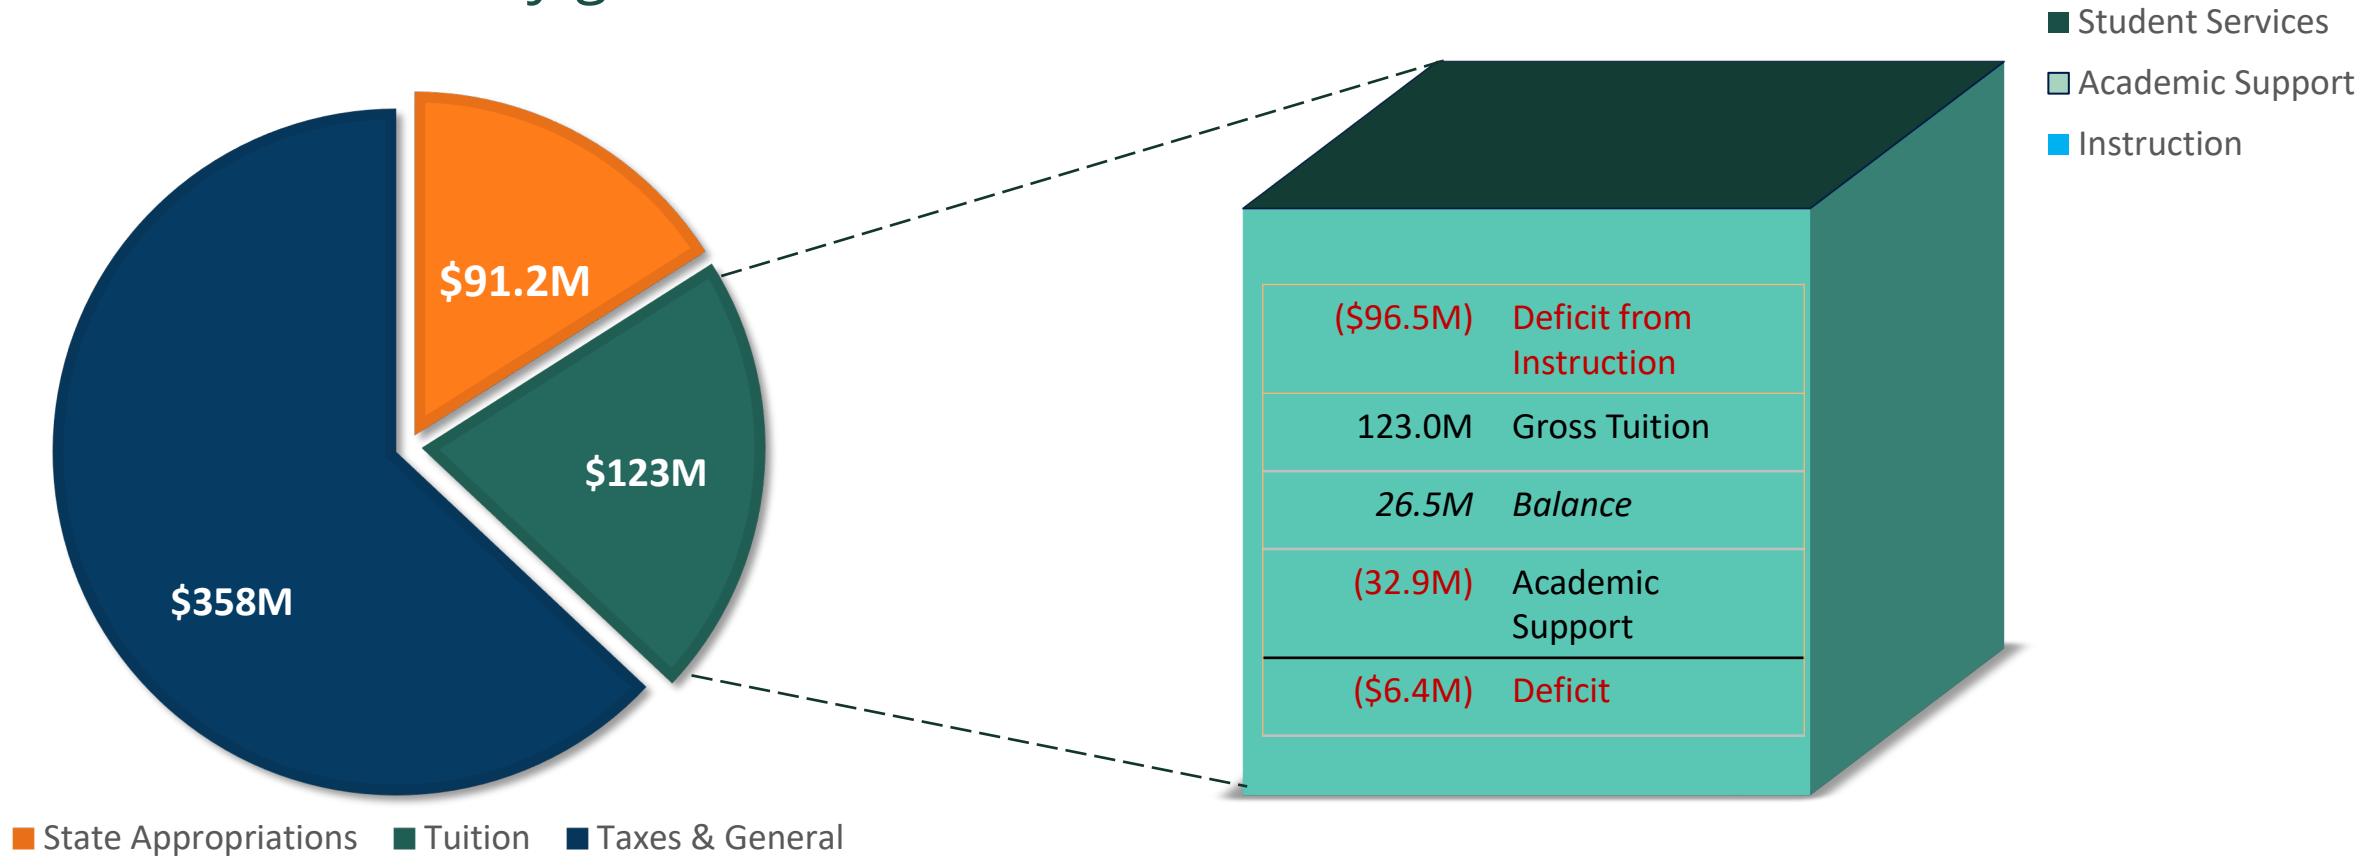 Student Services
Academic Support
Instruction
$91.2M
$123M
$358M
($96.5M) Deficit from
Instruction
123.0M Gross Tuition
26.5M Balance
(32.9M) Academic
Support
($6.4M) Deficit
State Appropriations Tuition Taxes & General